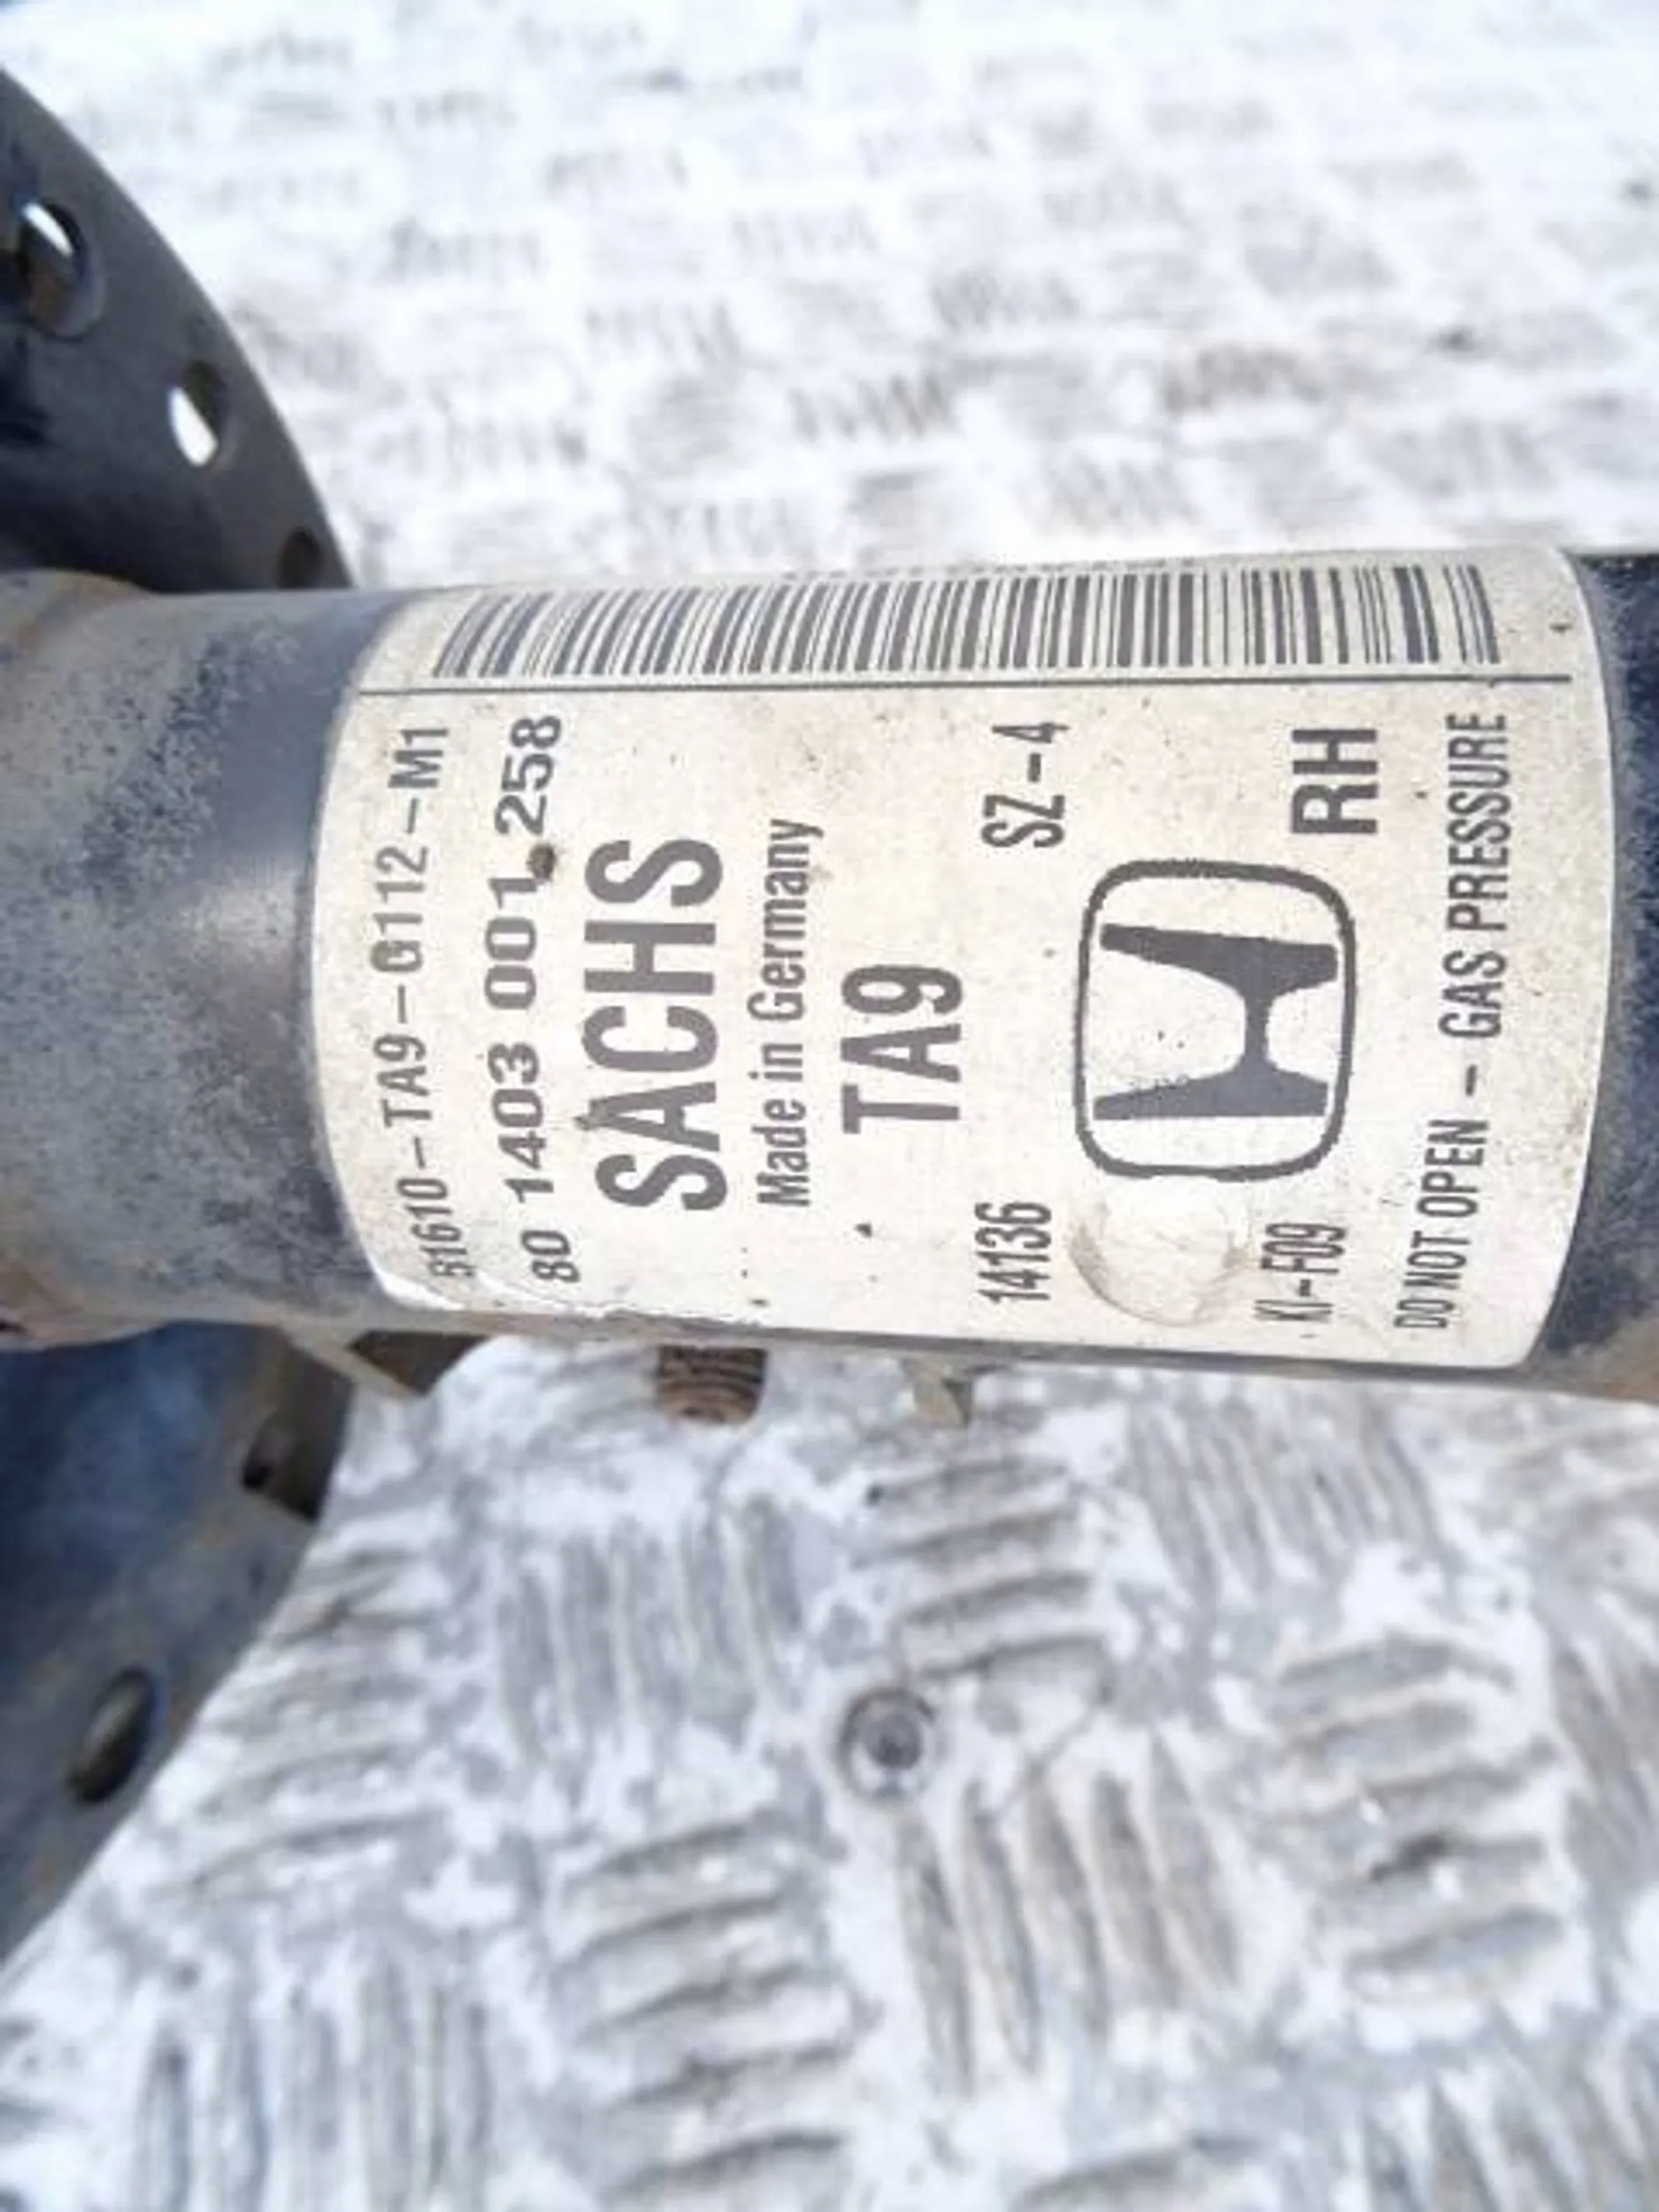 51610-TA9-G112-M1
80 1403 001 258
SACHS
Made in Germany
TA9
14136 SZ-4
KI-F09 RH
DO NOT OPEN - GAS PRESSURE